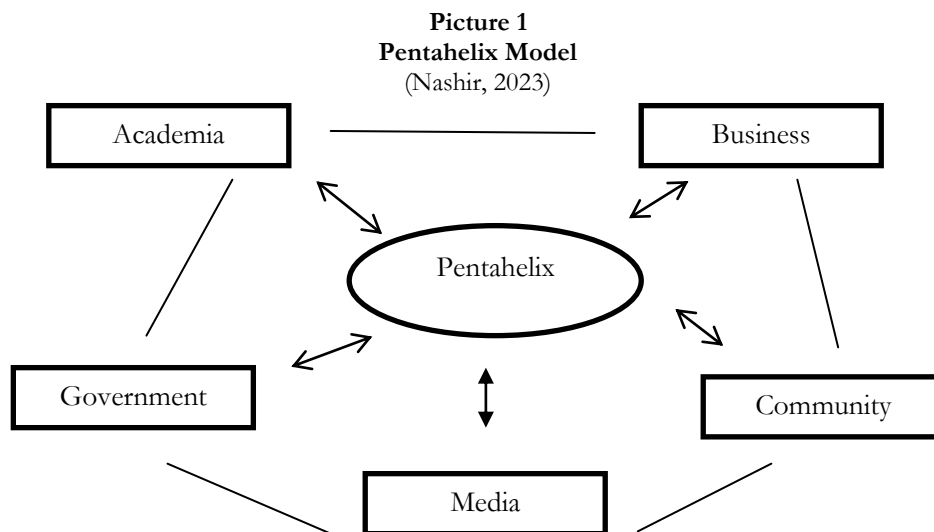 Picture 1
Pentahelix Model
(Nashir, 2023)
Academia
Business
Pentahelix
Government
Community
Media